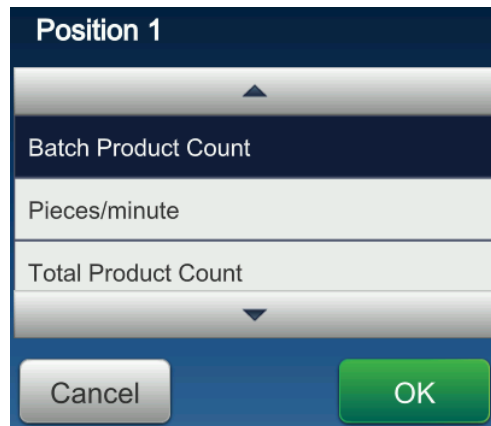 Position 1
Batch Product Count
Pieces/minute
Total Product Count
Cancel
OK